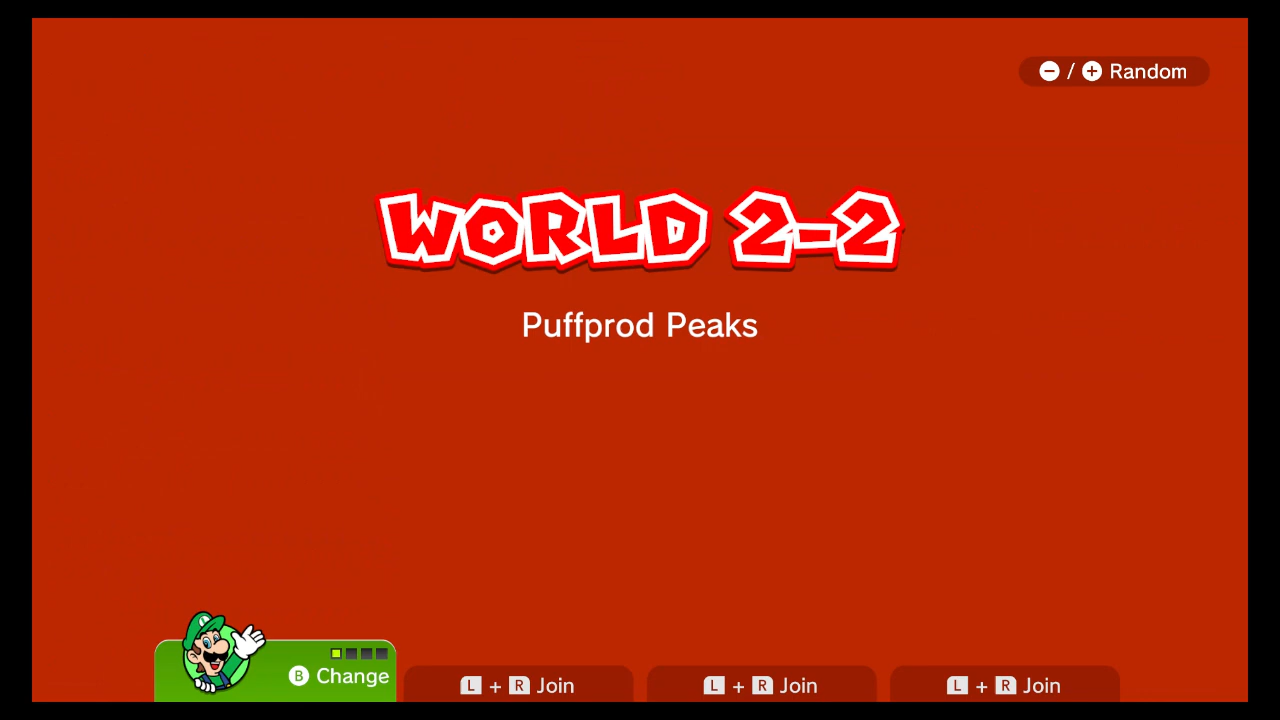 − / + Random
WORLD 2-2
Puffprod Peaks
B Change
L + R Join
L + R Join
L + R Join